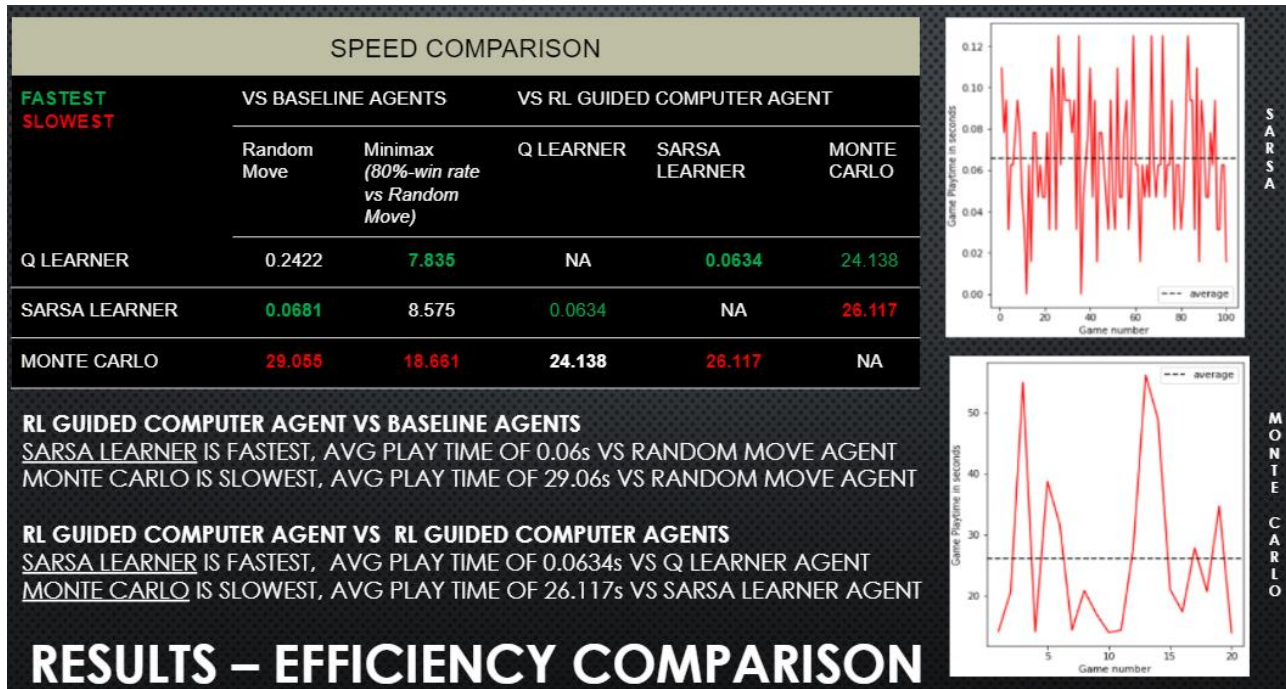 SPEED COMPARISON
FASTEST
SLOWEST
VS BASELINE AGENTS
VS RL GUIDED COMPUTER AGENT
Random
Move
Minimax
(80%-win rate
vs Random
Move)
Q LEARNER
SARSA
LEARNER
MONTE
CARLO
Q LEARNER 0.2422 7.835 NA 0.0634 24.138
SARSA LEARNER 0.0681 8.575 0.0634 NA 26.117
MONTE CARLO 29.055 18.661 24.138 26.117 NA
RL GUIDED COMPUTER AGENT VS BASELINE AGENTS
SARSA LEARNER IS FASTEST, AVG PLAY TIME OF 0.06s VS RANDOM MOVE AGENT
MONTE CARLO IS SLOWEST, AVG PLAY TIME OF 29.06s VS RANDOM MOVE AGENT
RL GUIDED COMPUTER AGENT VS RL GUIDED COMPUTER AGENTS
SARSA LEARNER IS FASTEST, AVG PLAY TIME OF 0.0634s VS Q LEARNER AGENT
MONTE CARLO IS SLOWEST, AVG PLAY TIME OF 26.117s VS SARSA LEARNER AGENT
RESULTS – EFFICIENCY COMPARISON
Game Playtime in seconds
0.12
0.10
0.08
0.06
0.04
0.02
0.00
average
0 20 40 60 80 100
Game number
SARSA
Game Playtime in seconds
average
50
40
30
20
5 10 15 20
Game number
MONTE CARLO